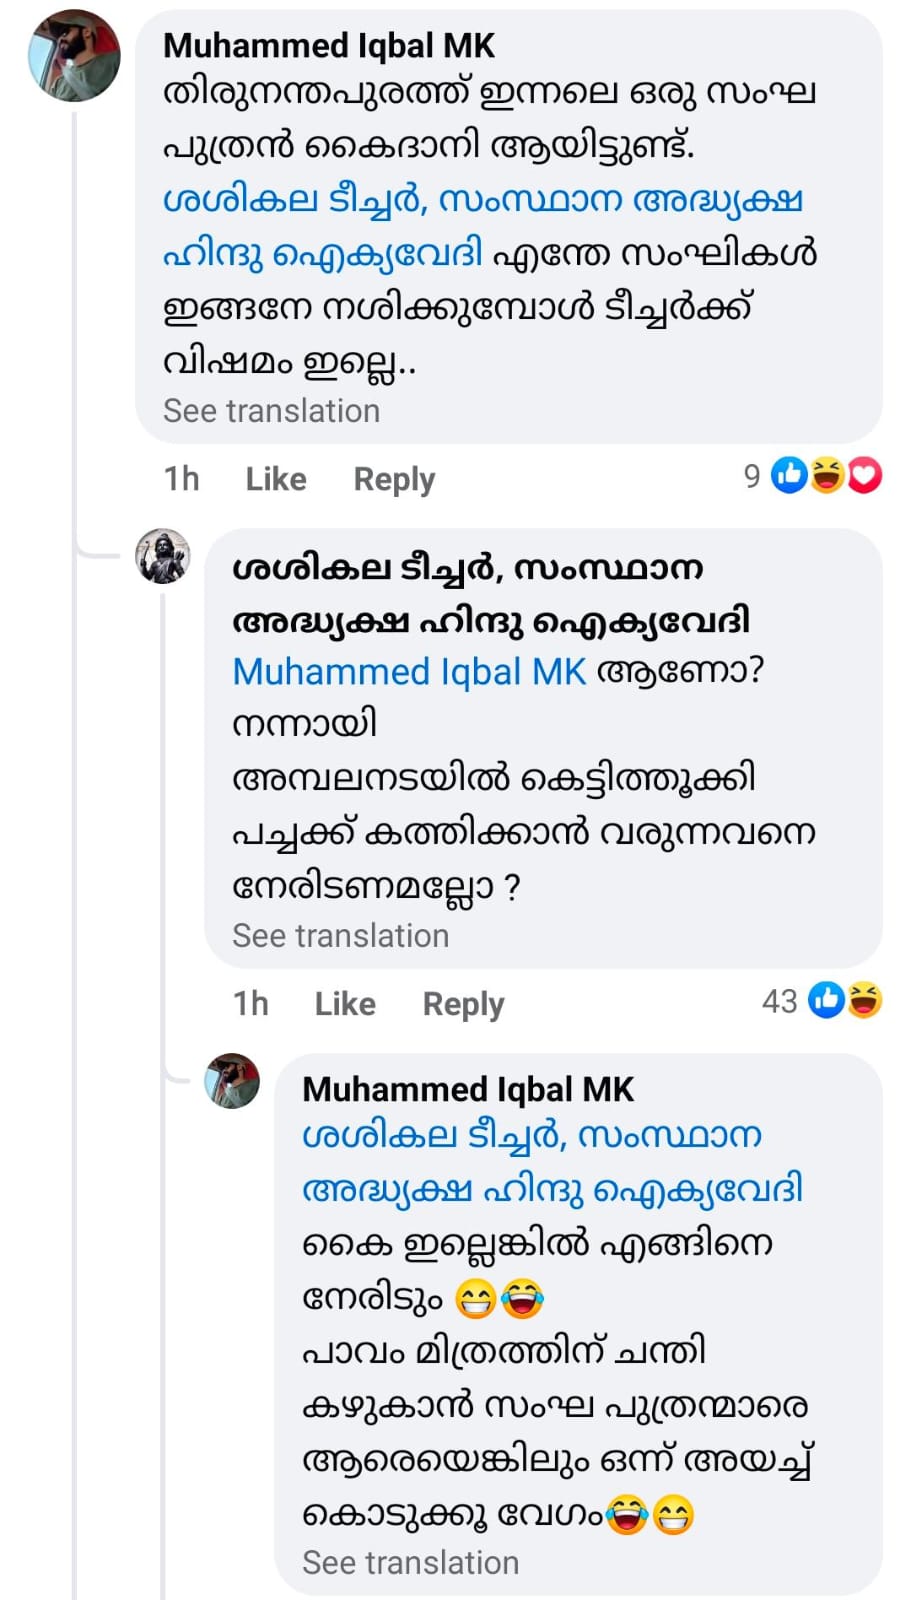 Muhammed Iqbal MK
തിരുനന്തപുരത്ത് ഇന്നലെ ഒരു സംഘ
പുത്രൻ കൈദാനി ആയിട്ടുണ്ട്.
ശശികല ടീച്ചർ, സംസ്ഥാന അദ്ധ്യക്ഷ
ഹിന്ദു ഐക്യവേദി എന്തേ സംഘികൾ
ഇങ്ങനേ നശിക്കുമ്പോൾ ടീച്ചർക്ക്
വിഷമം ഇല്ലെ..
See translation
1h Like Reply 9
ശശികല ടീച്ചർ, സംസ്ഥാന
അദ്ധ്യക്ഷ ഹിന്ദു ഐക്യവേദി
Muhammed Iqbal MK ആണോ?
നന്നായി
അമ്പലനടയിൽ കെട്ടിത്തൂക്കി
പച്ചക്ക് കത്തിക്കാൻ വരുന്നവനെ
നേരിടണമല്ലോ ?
See translation
1h Like Reply 43
Muhammed Iqbal MK
ശശികല ടീച്ചർ, സംസ്ഥാന
അദ്ധ്യക്ഷ ഹിന്ദു ഐക്യവേദി
കൈ ഇല്ലെങ്കിൽ എങ്ങിനെ
നേരിടും 😁😂
പാവം മിത്രത്തിന് ചന്തി
കഴുകാൻ സംഘ പുത്രന്മാരെ
ആരെയെങ്കിലും ഒന്ന് അയച്ച്
കൊടുക്കൂ വേഗം😂😁
See translation